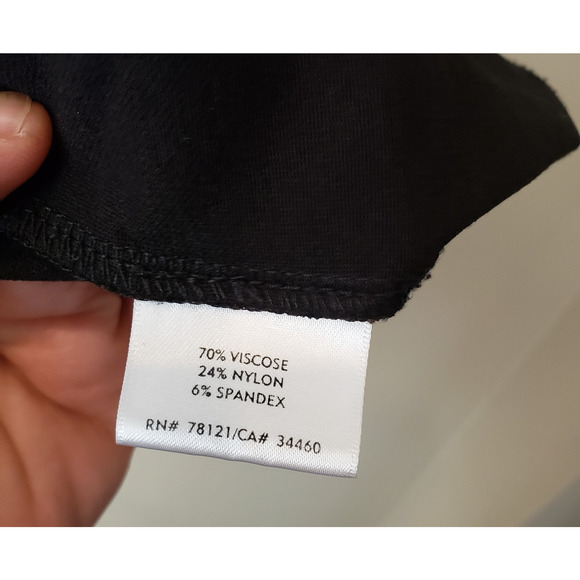 70% VISCOSE
24% NYLON
6% SPANDEX
RN# 78121/CA# 34460